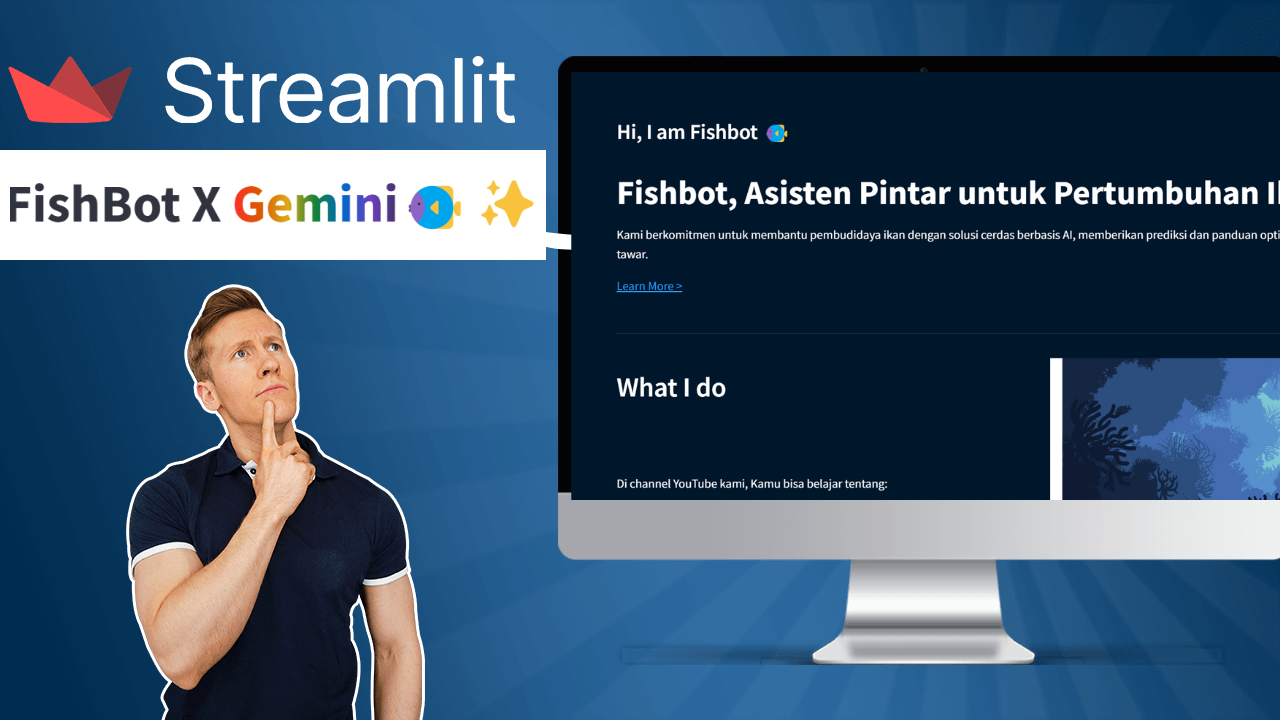 Streamlit
FishBot X Gemini
Hi, I am Fishbot
Fishbot, Asisten Pintar untuk Pertumbuhan
Kami berkomitmen untuk membantu pembudidaya ikan dengan solusi cerdas berbasis AI, memberikan prediksi dan panduan opti
tawar.
Learn More >
What I do
Di channel YouTube kami, Kamu bisa belajar tentang: